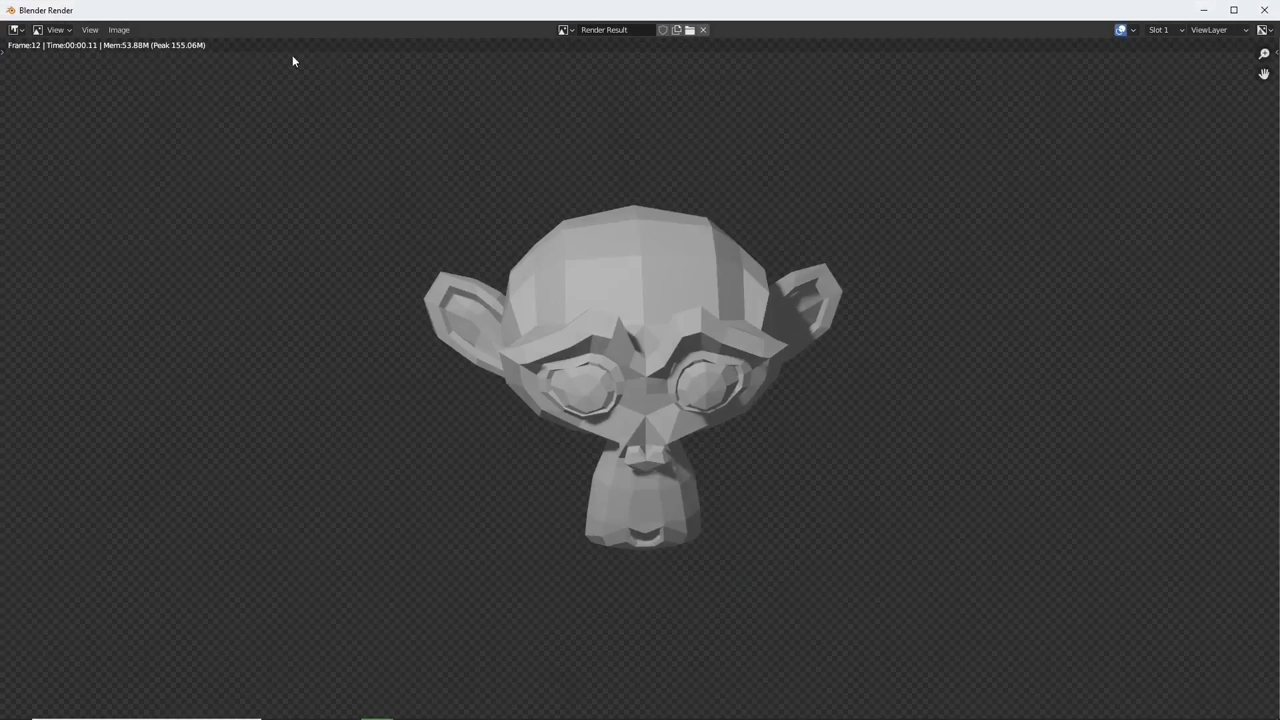 Blender Render
View View Image Render Result Slot 1 ViewLayer
Frame:12 | Time:00:00.11 | Mem:53.88M (Peak 155.06M)